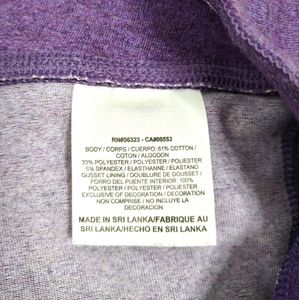 RN#56323 - CA#05553
BODY / CORPS / CUERPO: 61% COTTON /
COTON / ALGODON
33% POLYESTER / POLYESTER / POLIESTER
6% SPANDEX / ELASTHANNE / ELASTANO
GUSSET LINING / DOUBLURE DE GOUSSET /
FORRO DEL PUENTE INTERIOR: 100%
POLYESTER / POLYESTER / POLIESTER
EXCLUSIVE OF DECORATION / DECORATION
NON COMPRISE / NO INCLUYE LA
DECORACION
MADE IN SRI LANKA/FABRIQUE AU
SRI LANKA/HECHO EN SRI LANKA